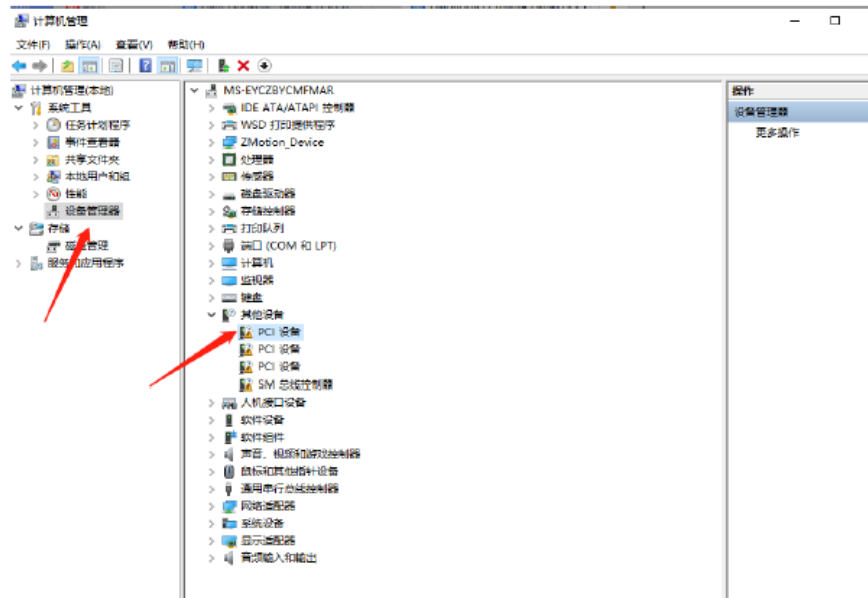 计算机管理
文件(F) 操作(A) 查看(V) 帮助(H)
计算机管理(本地)
系统工具
任务计划程序
事件查看器
共享文件夹
本地用户和组
性能
设备管理器
存储
磁盘管理
服务和应用程序
MS-EYCZBYCMFMAR
IDE ATA/ATAPI 控制器
WSD 打印提供程序
ZMotion_Device
处理器
传感器
磁盘驱动器
存储控制器
打印队列
端口 (COM 和 LPT)
计算机
监视器
键盘
其他设备
PCI 设备
PCI 设备
PCI 设备
SM 总线控制器
人机接口设备
软件设备
软件组件
声音、视频和游戏控制器
鼠标和其他指针设备
通用串行总线控制器
网络适配器
系统设备
显示适配器
音频输入和输出
操作
设备管理器
更多操作